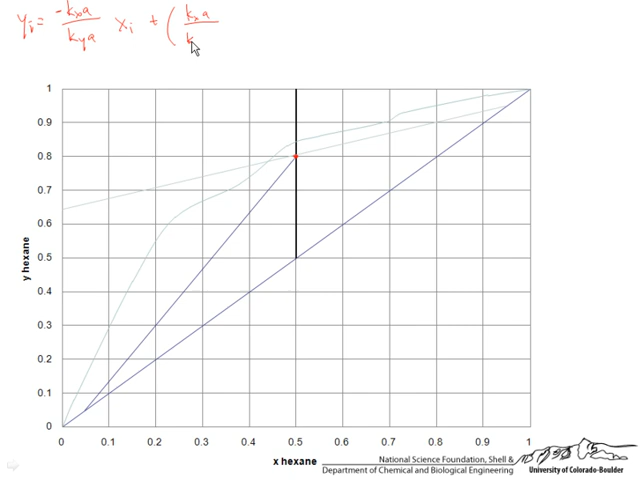 yᵢ = -kₓa / k_y a xᵢ + ( kₓa / k
1
0.9
0.8
0.7
0.6
0.5
0.4
0.3
0.2
0.1
0
y hexane
0 0.1 0.2 0.3 0.4 0.5 0.6 0.7 0.8 0.9 1
x hexane
National Science Foundation, Shell &
Department of Chemical and Biological Engineering
University of Colorado-Boulder